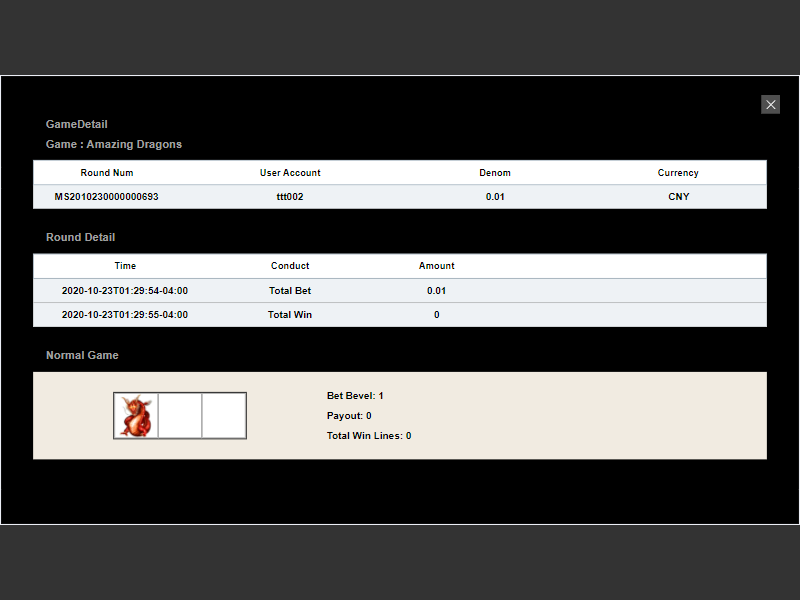 GameDetail
Game : Amazing Dragons
Round Num User Account Denom Currency
MS2010230000000693 ttt002 0.01 CNY
Round Detail
Time Conduct Amount
2020-10-23T01:29:54-04:00 Total Bet 0.01
2020-10-23T01:29:55-04:00 Total Win 0
Normal Game
Bet Bevel: 1
Payout: 0
Total Win Lines: 0